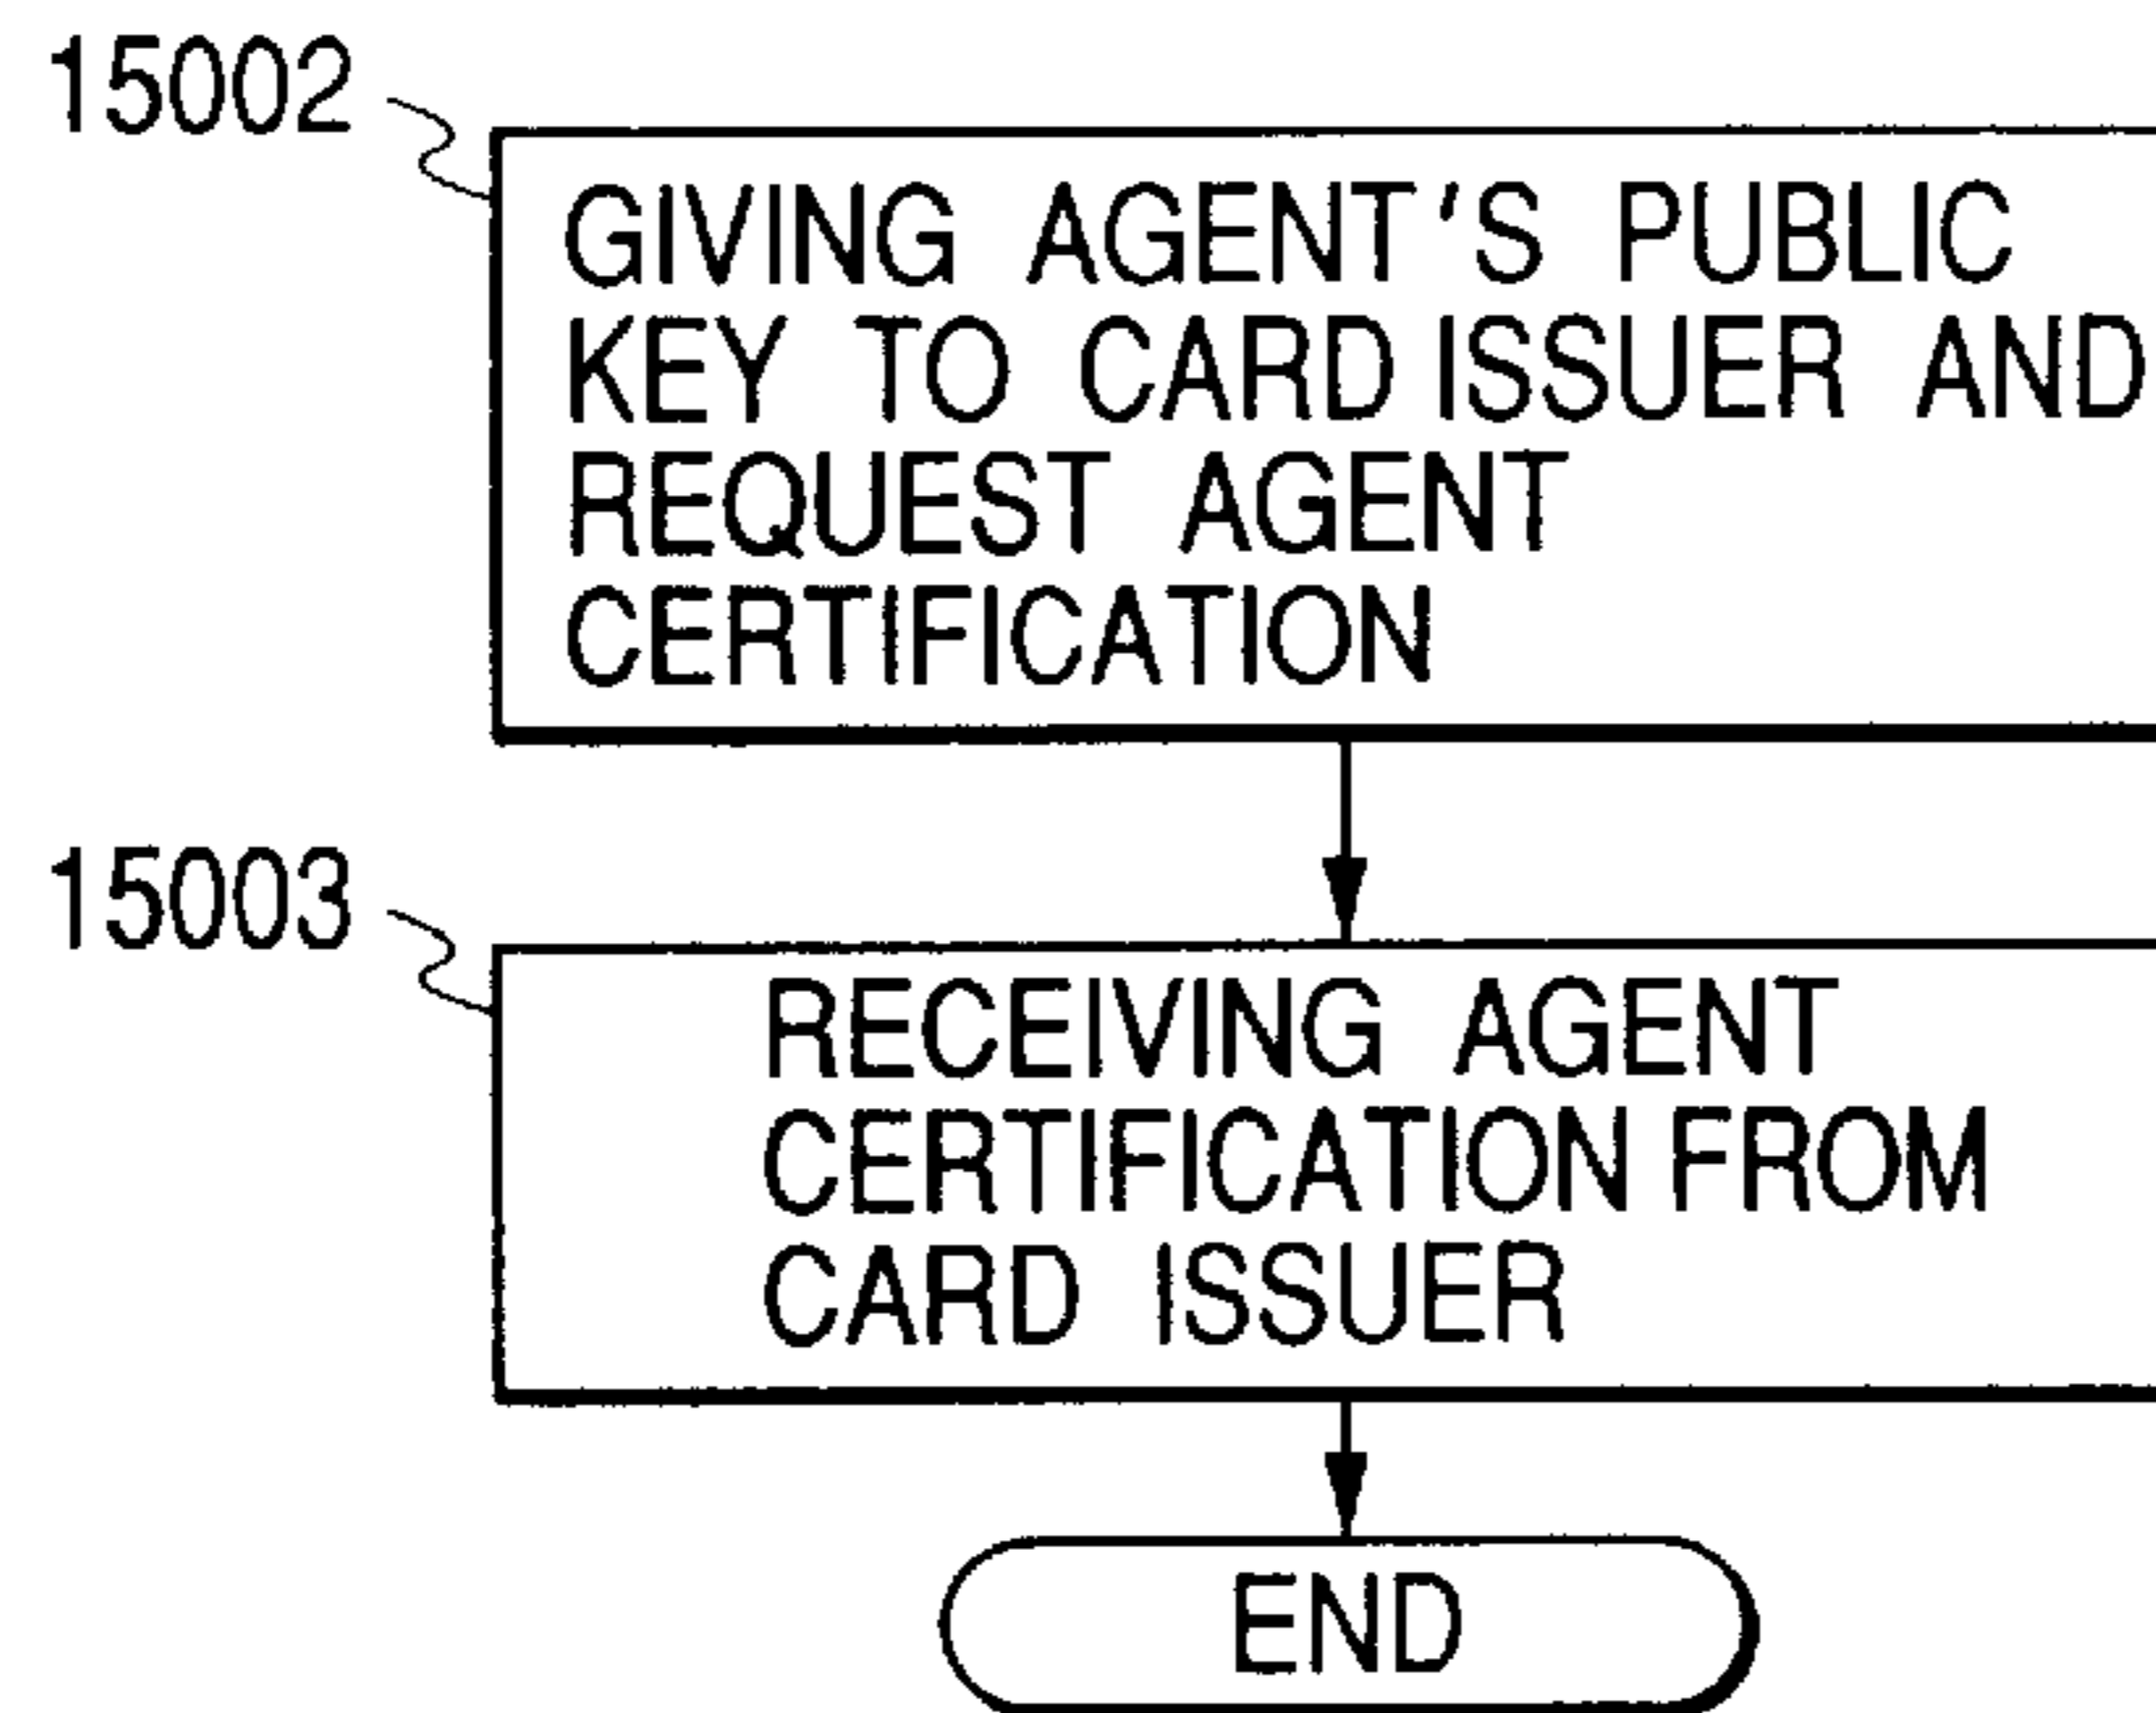 15002
GIVING AGENT'S PUBLIC
KEY TO CARD ISSUER AND
REQUEST AGENT
CERTIFICATION
15003
RECEIVING AGENT
CERTIFICATION FROM
CARD ISSUER
END